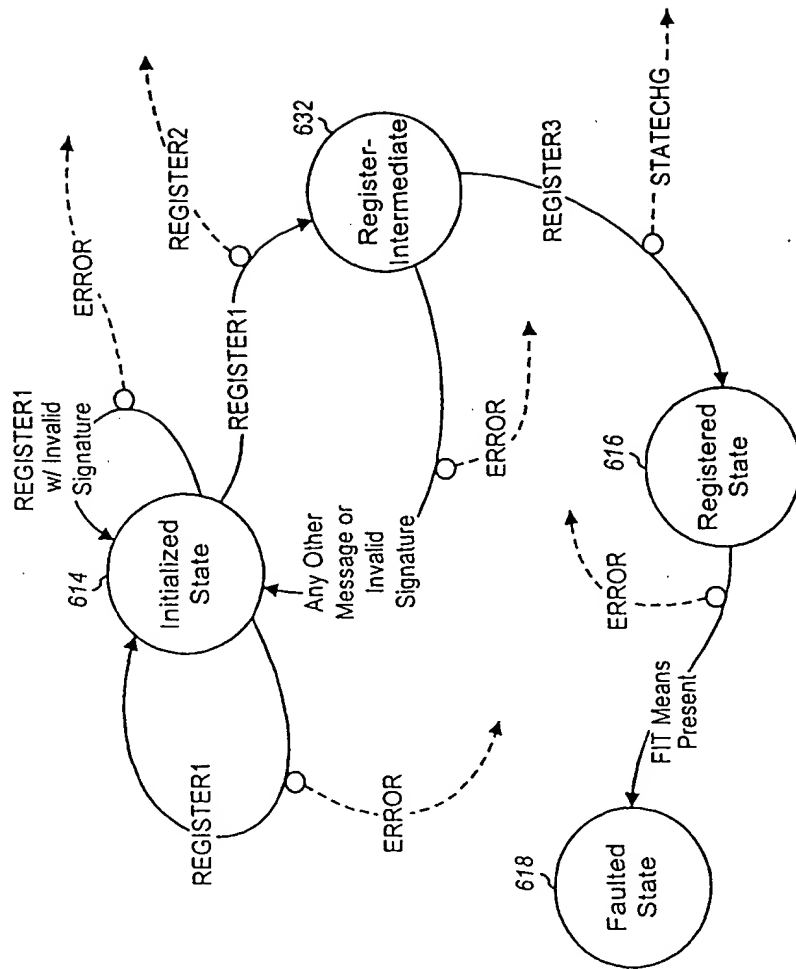 REGISTER1
w/ Invalid
Signature
ERROR
614
Initialized
State
REGISTER1
ERROR
REGISTER2
REGISTER1
632
Register-
Intermediate
Any Other
Message or
Invalid
Signature
ERROR
REGISTER3
STATECHG
616
Registered
State
ERROR
FIT Means
Present
618
Faulted
State